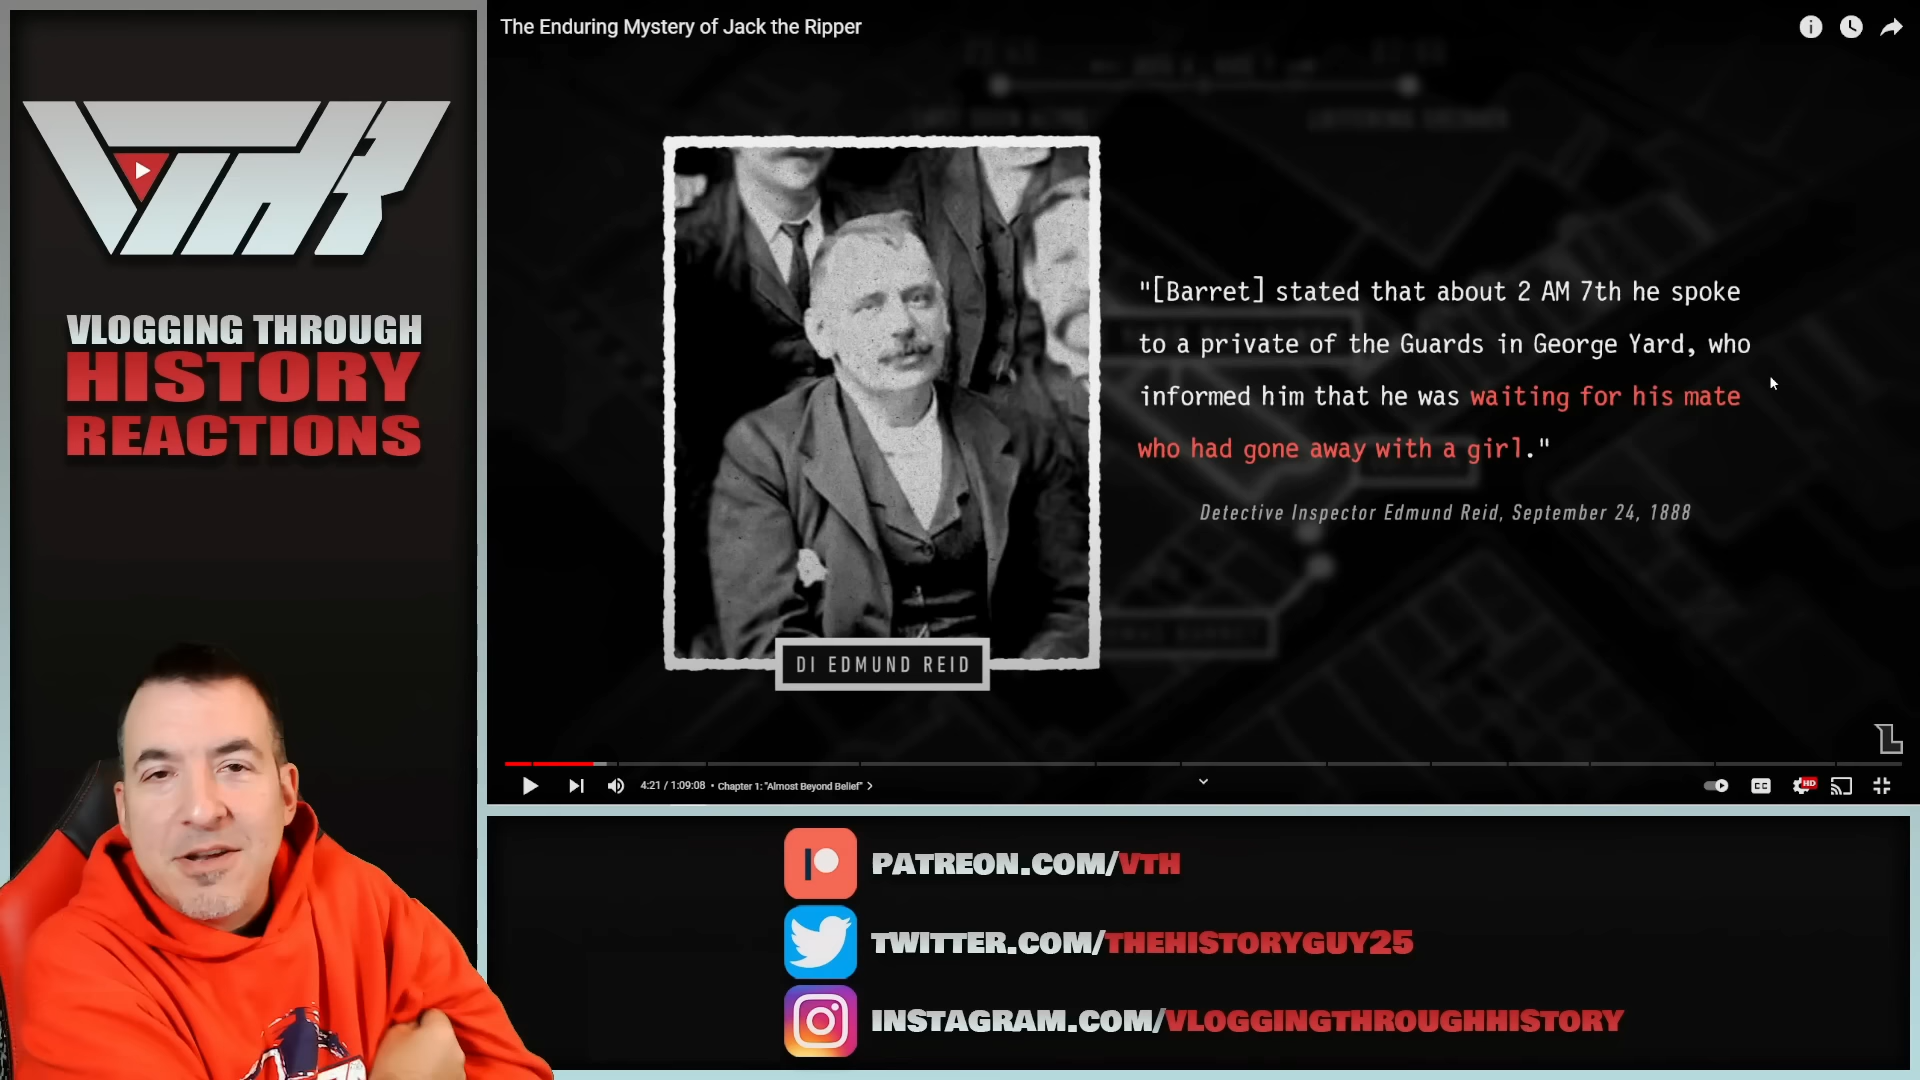 The Enduring Mystery of Jack the Ripper
VTHR
VLOGGING THROUGH
HISTORY
REACTIONS
"[Barret] stated that about 2 AM 7th he spoke
to a private of the Guards in George Yard, who
informed him that he was waiting for his mate
who had gone away with a girl."
Detective Inspector Edmund Reid, September 24, 1888
DI EDMUND REID
4:21 / 1:09:08 • Chapter 1: "Almost Beyond Belief" >
CC
HD
PATREON.COM/VTH
TWITTER.COM/THEHISTORYGUY25
INSTAGRAM.COM/VLOGGINGTHROUGHHISTORY